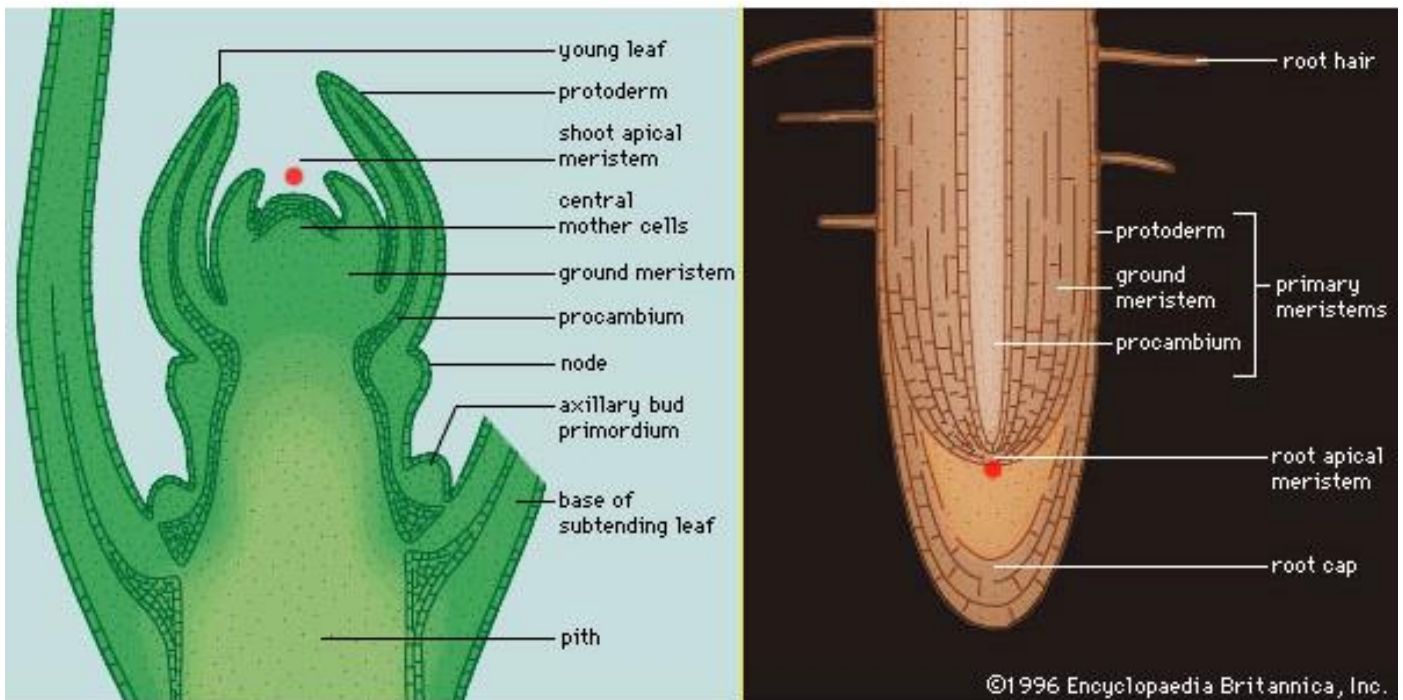 young leaf
protoderm
shoot apical
meristem
central
mother cells
ground meristem
procambium
node
axillary bud
primordium
base of
subtending leaf
pith
root hair
protoderm
ground
meristem
procambium
primary
meristems
root apical
meristem
root cap
©1996 Encyclopaedia Britannica, Inc.